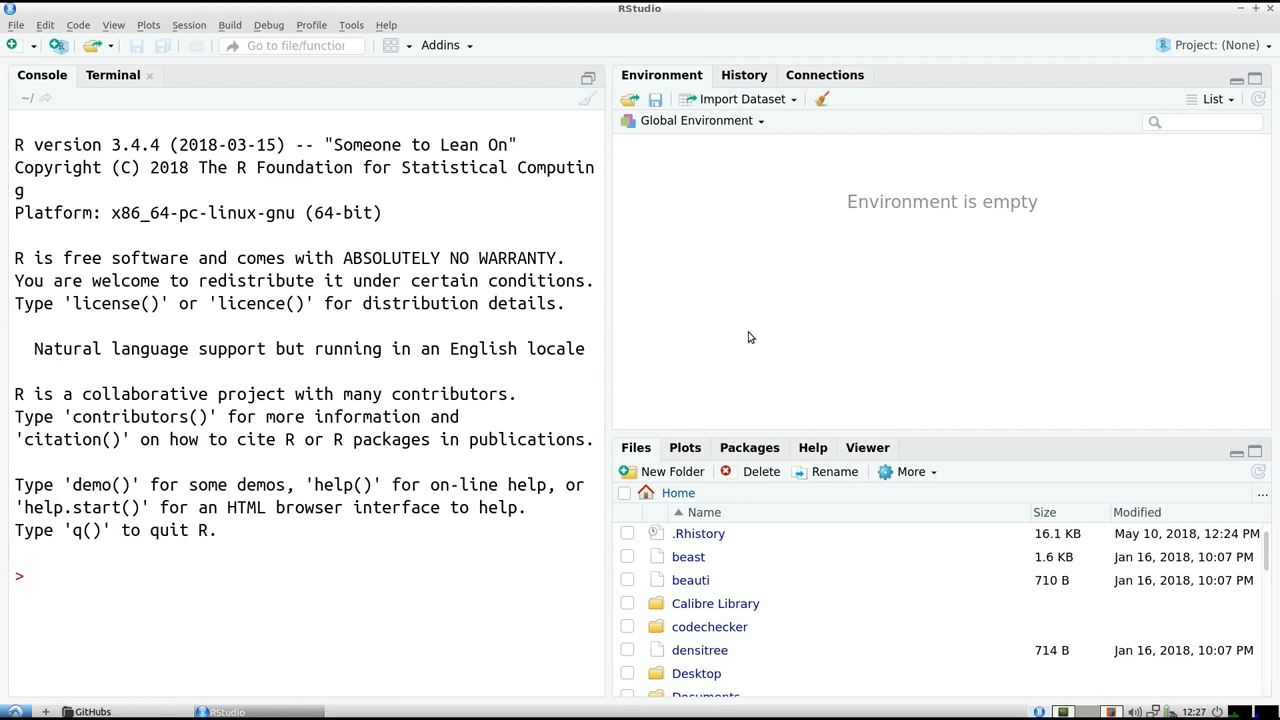 RStudio
File Edit Code View Plots Session Build Debug Profile Tools Help
Go to file/function Addins Project: (None)
Console Terminal
~/
R version 3.4.4 (2018-03-15) -- "Someone to Lean On"
Copyright (C) 2018 The R Foundation for Statistical Computin
g
Platform: x86_64-pc-linux-gnu (64-bit)
R is free software and comes with ABSOLUTELY NO WARRANTY.
You are welcome to redistribute it under certain conditions.
Type 'license()' or 'licence()' for distribution details.
Natural language support but running in an English locale
R is a collaborative project with many contributors.
Type 'contributors()' for more information and
'citation()' on how to cite R or R packages in publications.
Type 'demo()' for some demos, 'help()' for on-line help, or
'help.start()' for an HTML browser interface to help.
Type 'q()' to quit R.
>
Environment History Connections
Import Dataset List
Global Environment
Environment is empty
Files Plots Packages Help Viewer
New Folder Delete Rename More
Home ...
Name Size Modified
.Rhistory 16.1 KB May 10, 2018, 12:24 PM
beast 1.6 KB Jan 16, 2018, 10:07 PM
beauti 710 B Jan 16, 2018, 10:07 PM
Calibre Library
codechecker
densitree 714 B Jan 16, 2018, 10:07 PM
Desktop
Documents
GitHubs RStudio 12:27